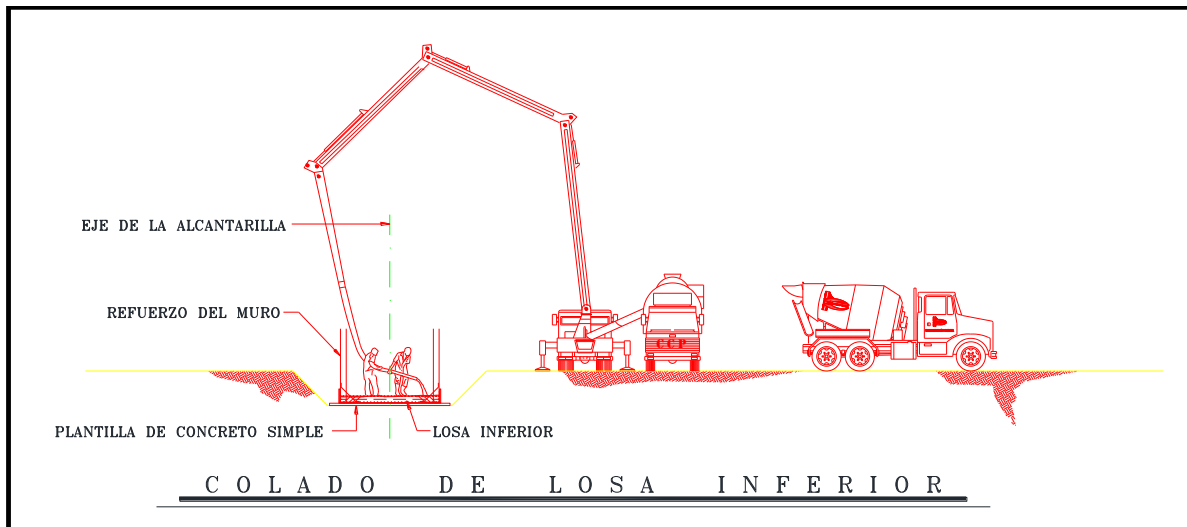 EJE DE LA ALCANTARILLA
REFUERZO DEL MURO
CCP
PLANTILLA DE CONCRETO SIMPLE
LOSA INFERIOR
COLADO DE LOSA INFERIOR